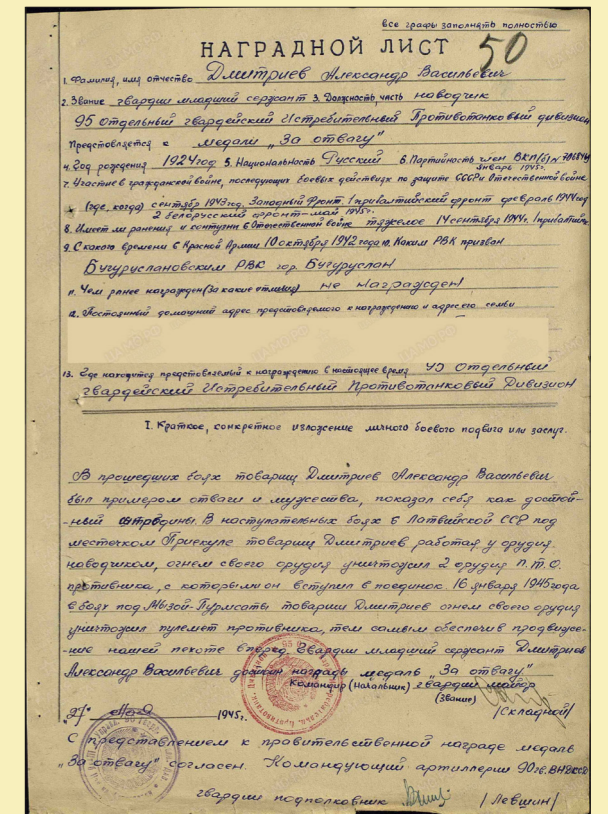 все графы заполнять полностью
НАГРАДНОЙ ЛИСТ 50
1. Фамилия, имя отчество Дмитриев Александр Васильевич
2. Звание гвардии младший сержант 3. Должность, часть наводчик
95 отдельный гвардейский Истребительный Противотанковый дивизион
Представляется к медали „За отвагу"
4. Год рождения 1924 год 5. Национальность Русский 6. Партийность член ВКП(б)
январь 1945г.
7. Участие в гражданской войне, последующих боевых действиях по защите СССР и Отечественной войне
(где, когда) сентябрь 1943 год, Западный Фронт. 1 прибалтийский фронт февраль 1944 год
2 белорусский фронт-май 1945г.
8. Имеет ли ранения и контузии в Отечественной войне тяжелое 14 сентября 1944г. 1 прибалтийск
9. С какого времени в Красной Армии 10 октября 1942 года 10. Каким РВК призван
Бугуруслановским РВК гор. Бугуруслан
11. Чем ранее награжден (За какие отличия) не награжден
12. Постоянный домашний адрес представляемого к награждению и адрес его семьи
13. Где находится представляемый к награждению в настоящее время 95 Отдельный
гвардейский Истребительный Противотанковый Дивизион
I. Краткое, конкретное изложение личного боевого подвига или заслуг.
В прошедших боях товарищ Дмитриев Александр Васильевич
был примером отваги и мужества, показал себя как достой-
-ный Родины. В наступательных боях в Латвийской ССР под
местечком Приекуле товарищ Дмитриев работая у орудия
наводчиком, огнем своего орудия уничтожил 2 орудия П.Т.О.
противника, с которыми он вступил в поединок. 16 января 1945 года
в боях под Мызой-Пурмсаты товарищ Дмитриев огнем своего орудия
уничтожил пулемет противника, тем самым обеспечив продвиже-
-ние нашей пехоте вперед. Гвардии младший сержант Дмитриев
Александр Васильевич достоин награды медаль „За отвагу"
Командир (Начальник) гвардии майор
(Звание)
27 мая 1945г. /Складной/
С представлением к правительственной награде медаль
„За отвагу" согласен. Командующий артиллерии 90 гв.
гвардии подполковник /Левшин/